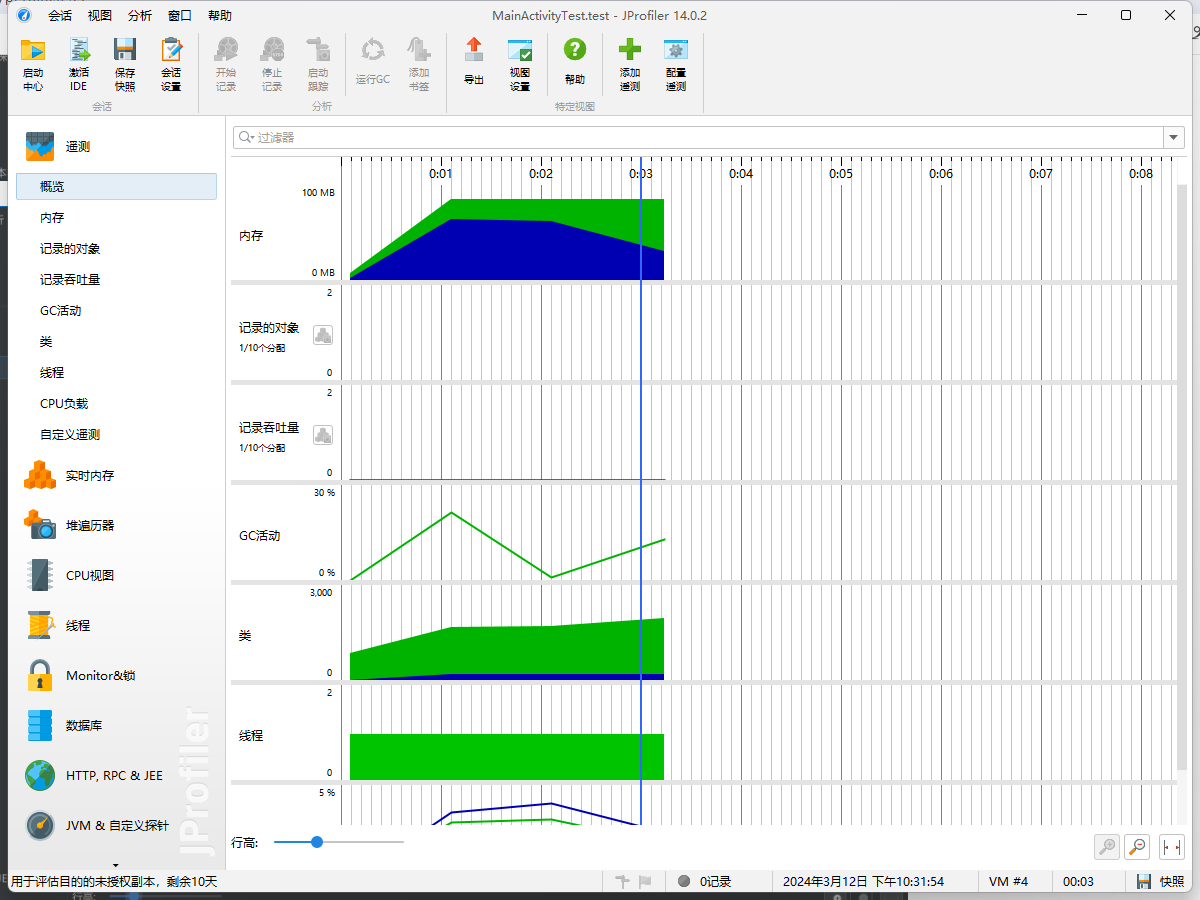 MainActivityTest.test - JProfiler 14.0.2
会话 视图 分析 窗口 帮助
启动中心 激活IDE 保存快照 会话设置 开始记录 停止记录 启动跟踪 运行GC 添加书签 导出 视图设置 帮助 添加遥测 配置遥测
会话 分析 特定视图
遥测
概览
内存
记录的对象
记录吞吐量
GC活动
类
线程
CPU负载
自定义遥测
实时内存
堆遍历器
CPU视图
线程
Monitor&锁
数据库
HTTP, RPC & JEE
JVM & 自定义探针
JProfiler
过滤器
0:01 0:02 0:03 0:04 0:05 0:06 0:07 0:08
100 MB
内存
0 MB
2
记录的对象
1/10个分配
0
2
记录吞吐量
1/10个分配
0
30 %
GC活动
0 %
3,000
类
0
2
线程
0
5 %
行高:
用于评估目的的未授权副本，剩余10天 0记录 2024年3月12日 下午10:31:54 VM #4 00:03 快照